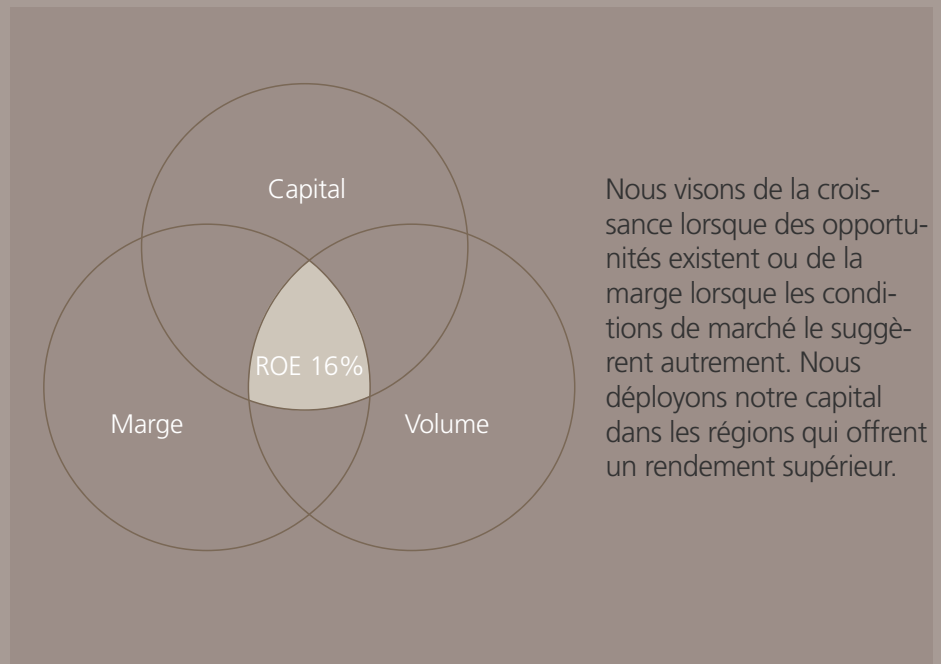 Capital
ROE 16%
Marge
Volume
Nous visons de la crois-
sance lorsque des opportu-
nités existent ou de la
marge lorsque les condi-
tions de marché le suggè-
rent autrement. Nous
déployons notre capital
dans les régions qui offrent
un rendement supérieur.